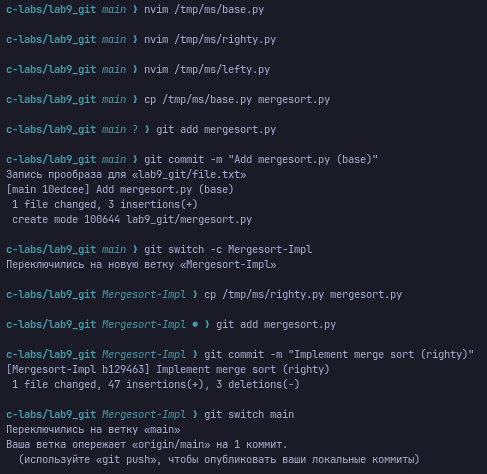 c-labs/lab9_git main ❯ nvim /tmp/ms/base.py
c-labs/lab9_git main ❯ nvim /tmp/ms/righty.py
c-labs/lab9_git main ❯ nvim /tmp/ms/lefty.py
c-labs/lab9_git main ❯ cp /tmp/ms/base.py mergesort.py
c-labs/lab9_git main ? ❯ git add mergesort.py
c-labs/lab9_git main ❯ git commit -m "Add mergesort.py (base)"
Запись прообраза для «lab9_git/file.txt»
[main 10edcee] Add mergesort.py (base)
 1 file changed, 3 insertions(+)
 create mode 100644 lab9_git/mergesort.py
c-labs/lab9_git main ❯ git switch -c Mergesort-Impl
Переключились на новую ветку «Mergesort-Impl»
c-labs/lab9_git Mergesort-Impl ❯ cp /tmp/ms/righty.py mergesort.py
c-labs/lab9_git Mergesort-Impl ● ❯ git add mergesort.py
c-labs/lab9_git Mergesort-Impl ❯ git commit -m "Implement merge sort (righty)"
[Mergesort-Impl b129463] Implement merge sort (righty)
 1 file changed, 47 insertions(+), 3 deletions(-)
c-labs/lab9_git Mergesort-Impl ❯ git switch main
Переключились на ветку «main»
Ваша ветка опережает «origin/main» на 1 коммит.
  (используйте «git push», чтобы опубликовать ваши локальные коммиты)